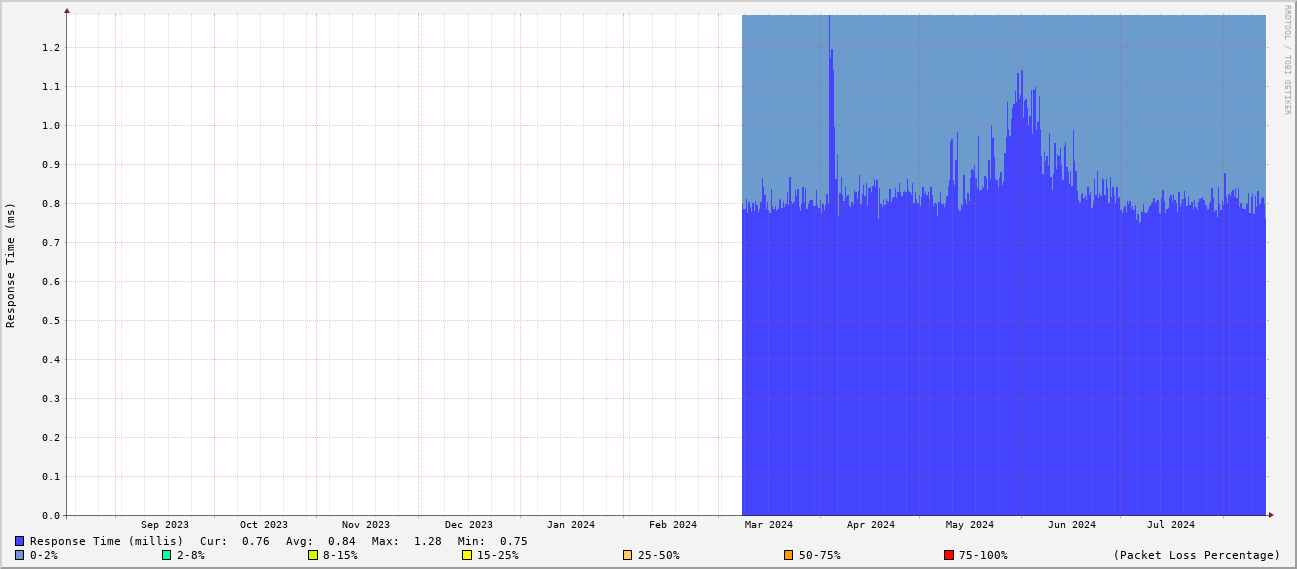 RRDTOOL / TOBI OETIKER
Response Time (ms)
1.2
1.1
1.0
0.9
0.8
0.7
0.6
0.5
0.4
0.3
0.2
0.1
0.0
Sep 2023 Oct 2023 Nov 2023 Dec 2023 Jan 2024 Feb 2024 Mar 2024 Apr 2024 May 2024 Jun 2024 Jul 2024
Response Time (millis) Cur: 0.76 Avg: 0.84 Max: 1.28 Min: 0.75
0-2% 2-8% 8-15% 15-25% 25-50% 50-75% 75-100% (Packet Loss Percentage)